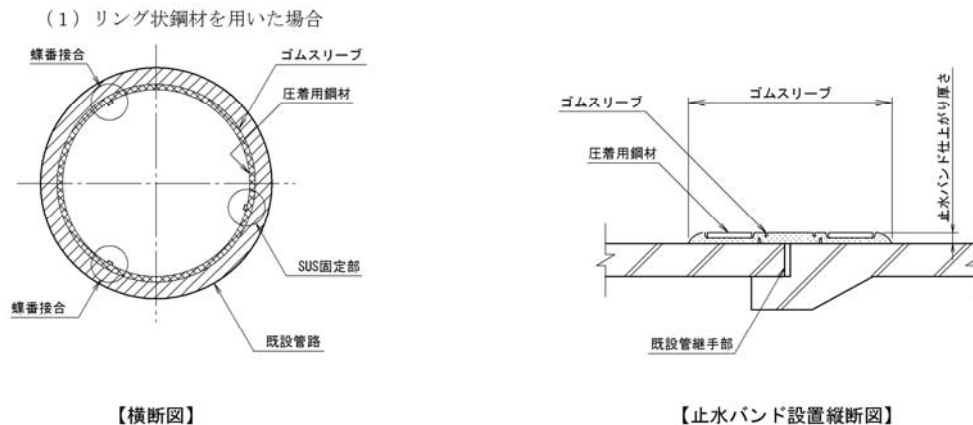 （１）リング状鋼材を用いた場合
蝶番接合
ゴムスリーブ
圧着用鋼材
SUS固定部
蝶番接合
既設管路
【横断図】
ゴムスリーブ
ゴムスリーブ
圧着用鋼材
止水バンド仕上がり厚さ
既設管継手部
【止水バンド設置縦断図】